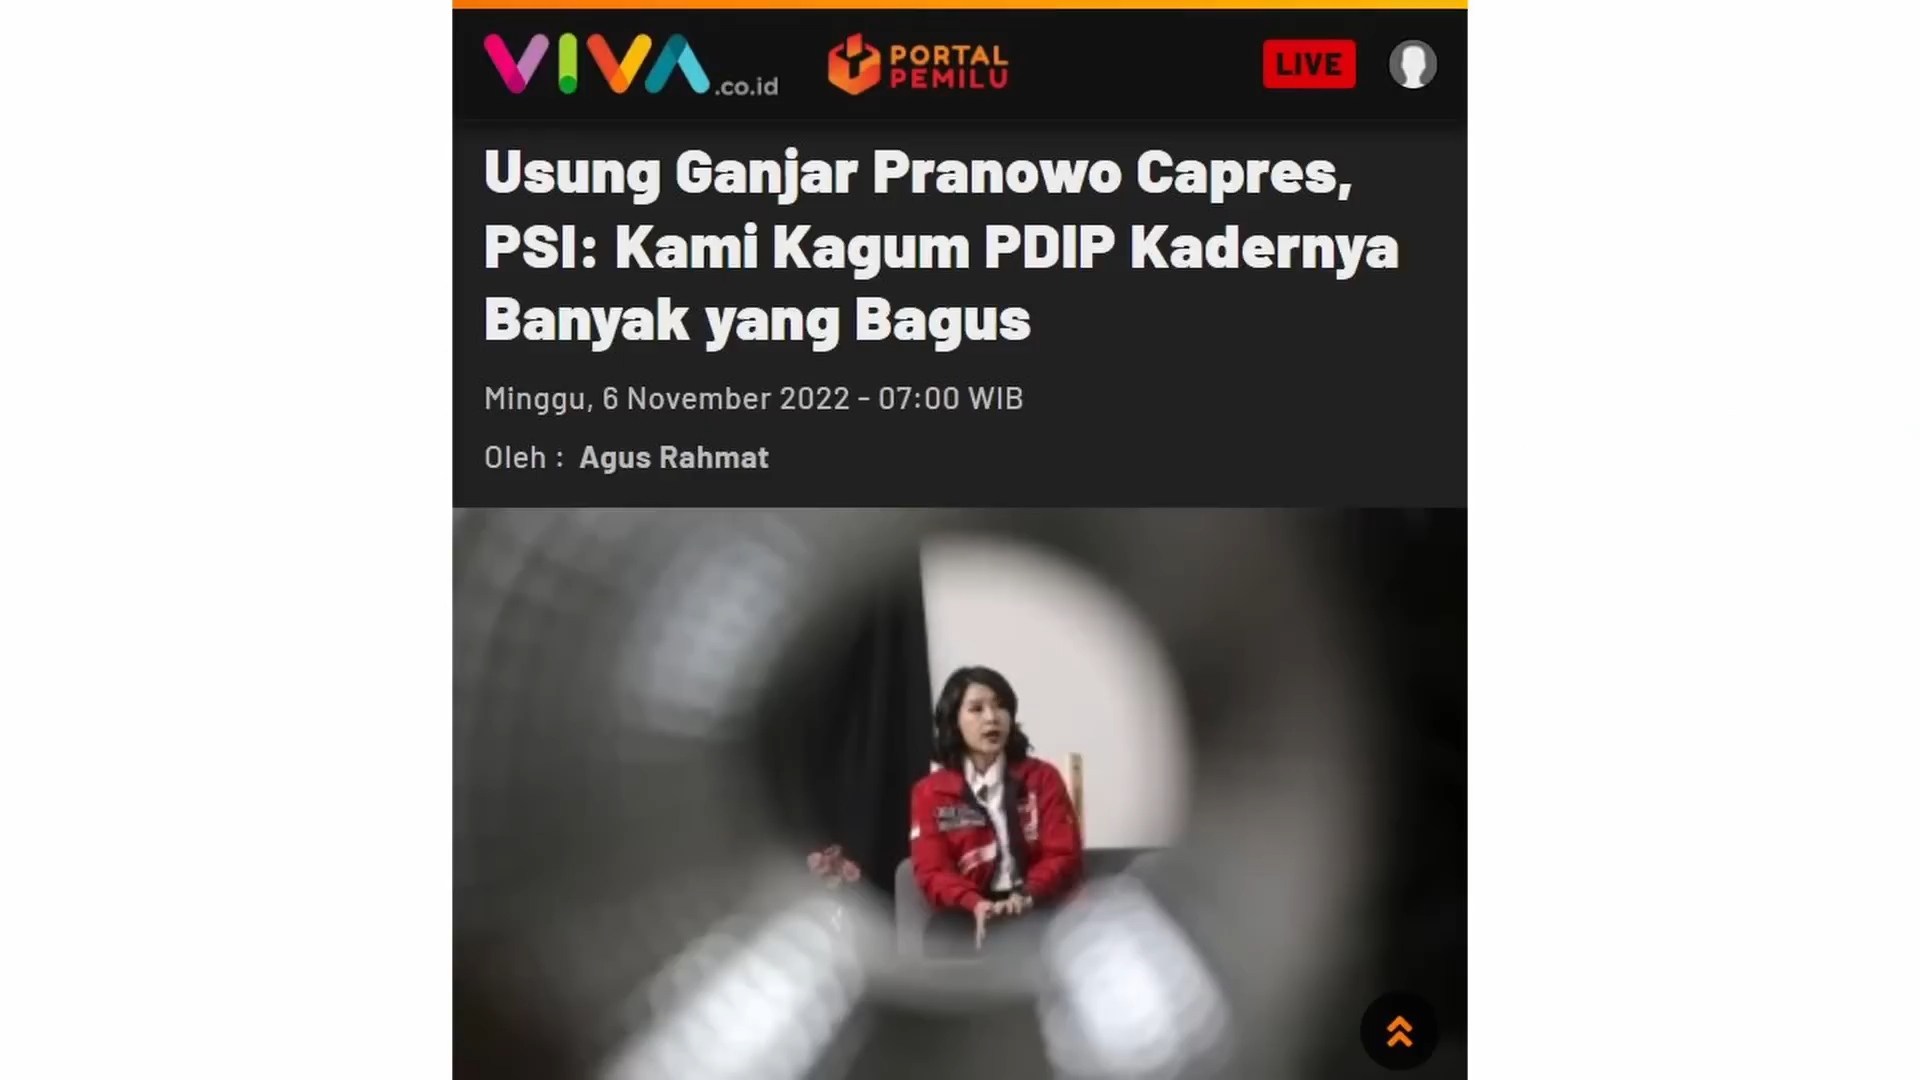 VIVA.co.id
PORTAL
PEMILU
LIVE
Usung Ganjar Pranowo Capres,
PSI: Kami Kagum PDIP Kadernya
Banyak yang Bagus
Minggu, 6 November 2022 - 07:00 WIB
Oleh : Agus Rahmat